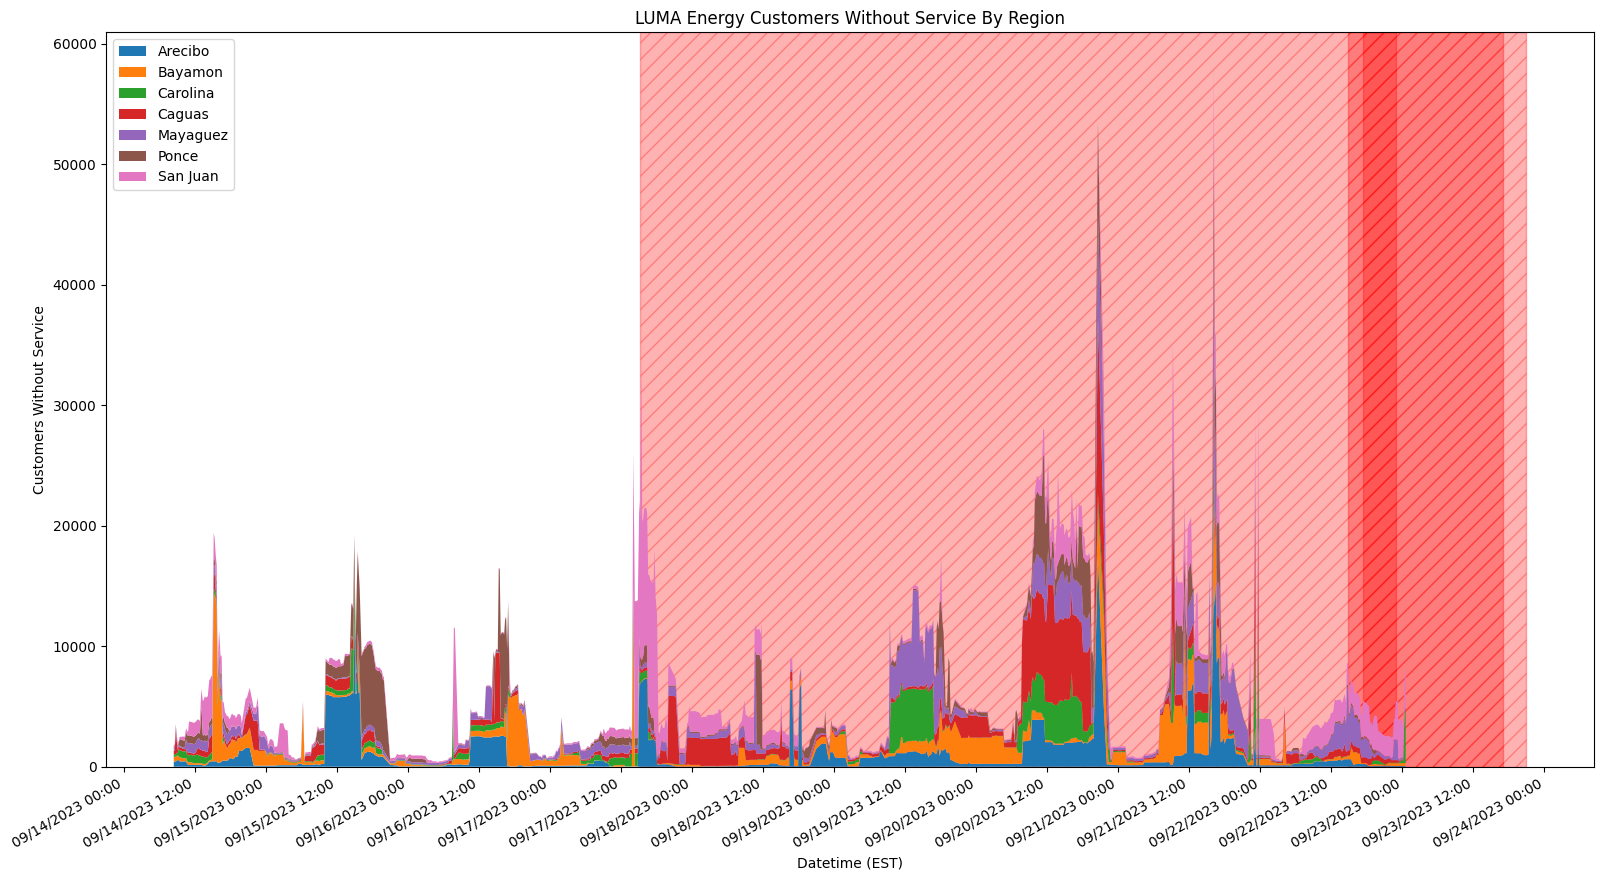 LUMA Energy Customers Without Service By Region
Arecibo
Bayamon
Carolina
Caguas
Mayaguez
Ponce
San Juan
60000
50000
40000
30000
20000
10000
0
Customers Without Service
09/14/2023 00:00
09/14/2023 12:00
09/15/2023 00:00
09/15/2023 12:00
09/16/2023 00:00
09/16/2023 12:00
09/17/2023 00:00
09/17/2023 12:00
09/18/2023 00:00
09/18/2023 12:00
09/19/2023 00:00
09/19/2023 12:00
09/20/2023 00:00
09/20/2023 12:00
09/21/2023 00:00
09/21/2023 12:00
09/22/2023 00:00
09/22/2023 12:00
09/23/2023 00:00
09/23/2023 12:00
09/24/2023 00:00
Datetime (EST)